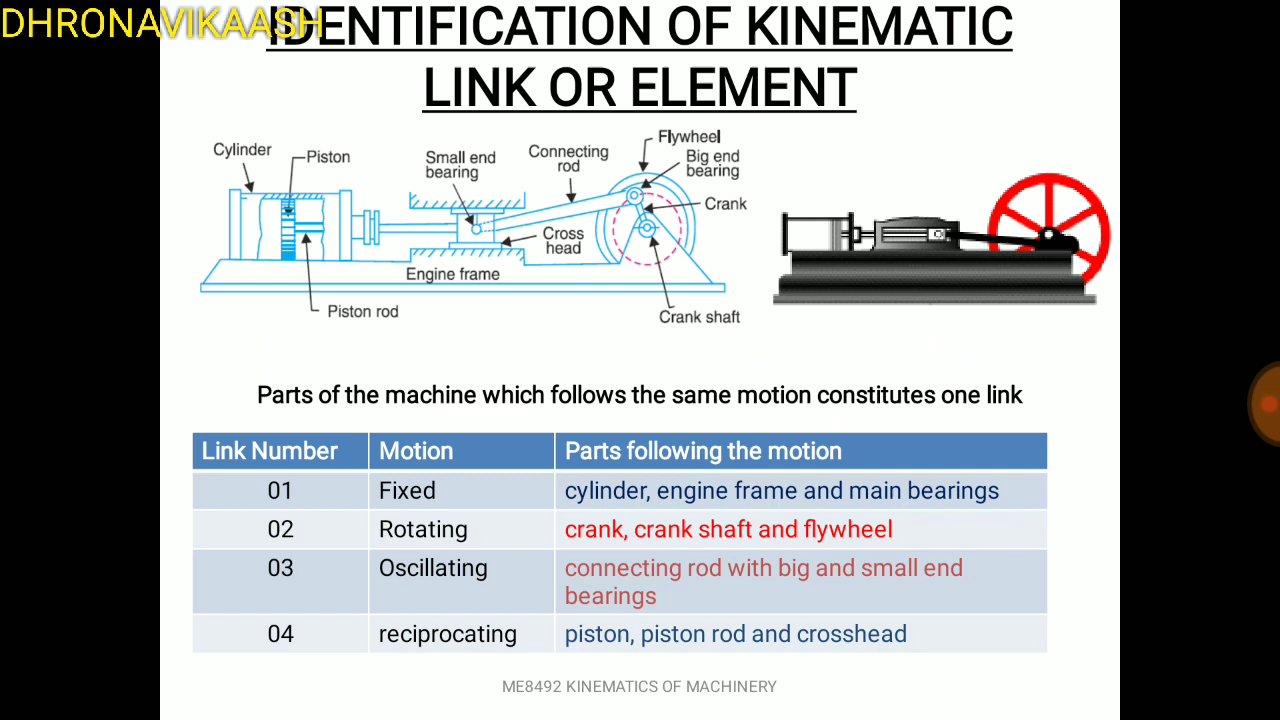 DHRONAVIKAASH
IDENTIFICATION OF KINEMATIC
LINK OR ELEMENT
Cylinder
Piston
Small end
bearing
Connecting
rod
Flywheel
Big end
bearing
Crank
Cross
head
Engine frame
Piston rod
Crank shaft
Parts of the machine which follows the same motion constitutes one link
Link Number Motion Parts following the motion
01 Fixed cylinder, engine frame and main bearings
02 Rotating crank, crank shaft and flywheel
03 Oscillating connecting rod with big and small end
bearings
04 reciprocating piston, piston rod and crosshead
ME8492 KINEMATICS OF MACHINERY